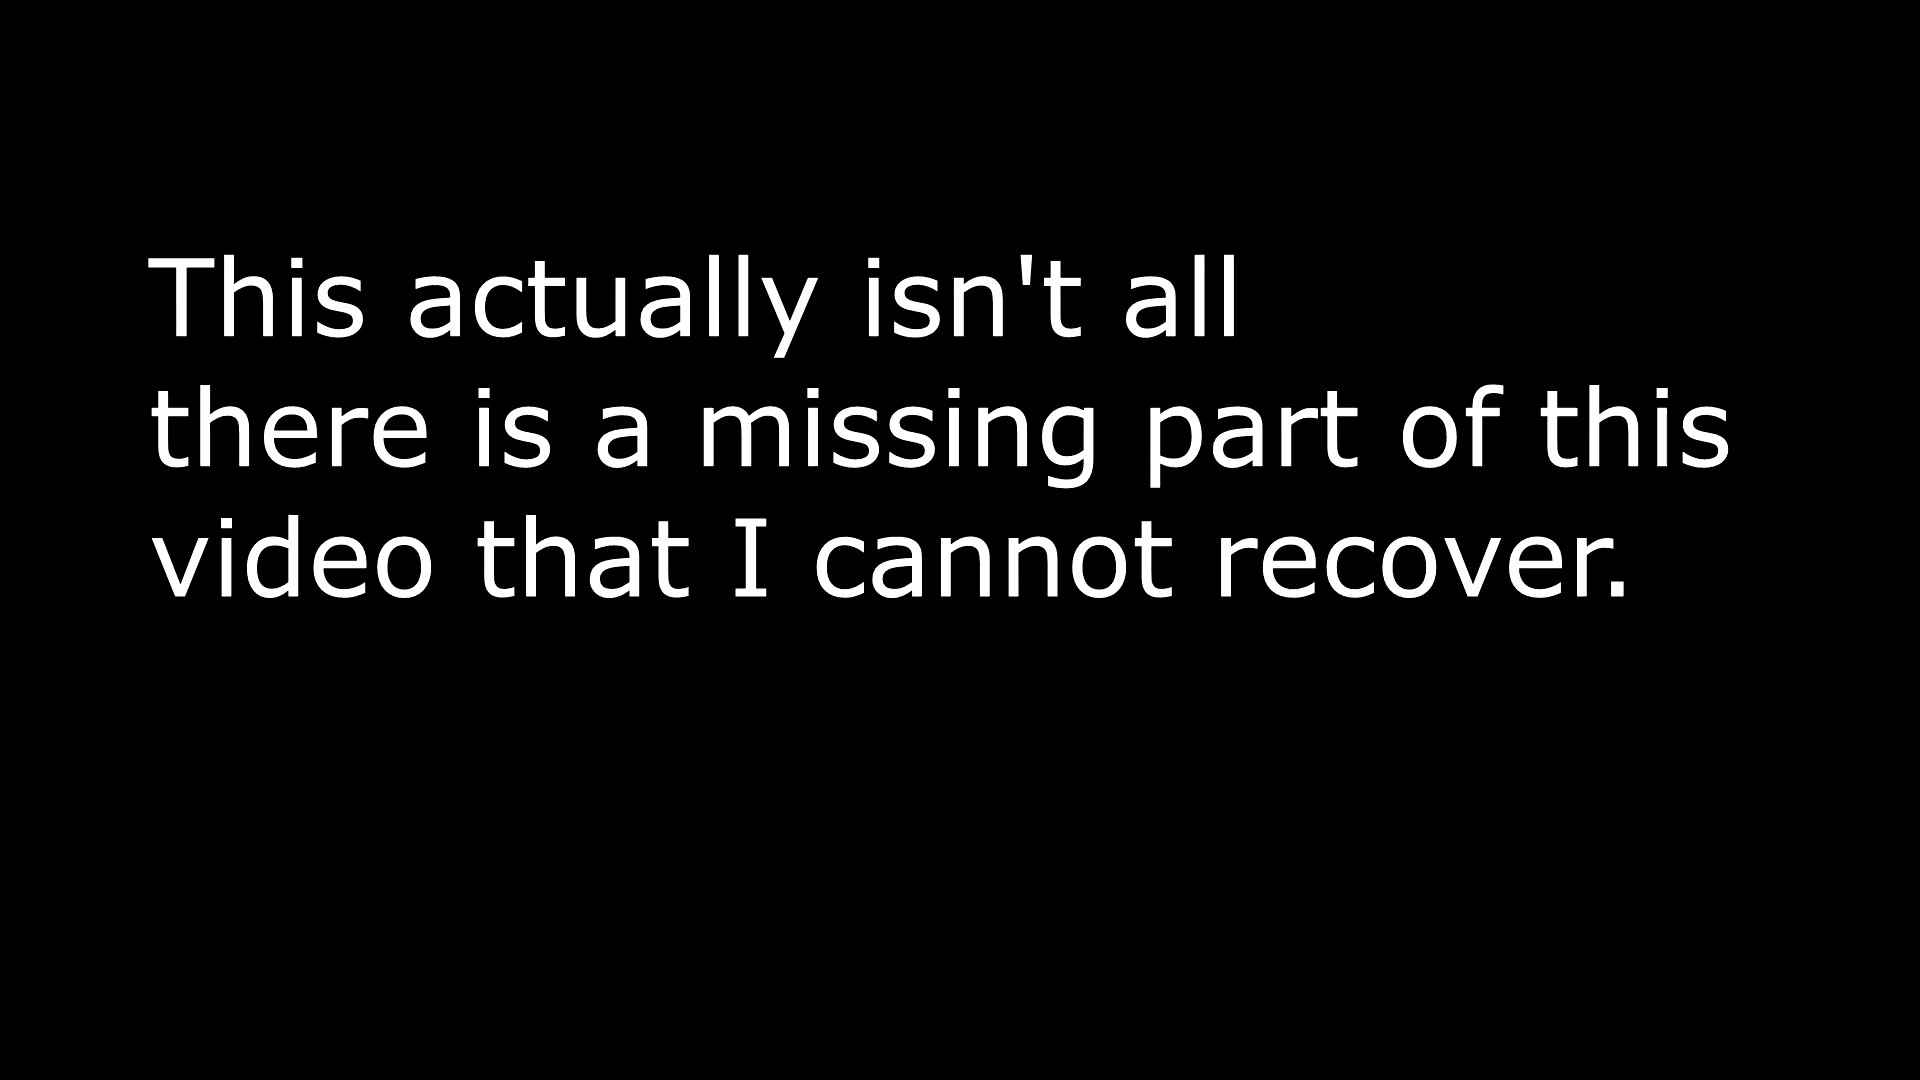 This actually isn't all
there is a missing part of this
video that I cannot recover.